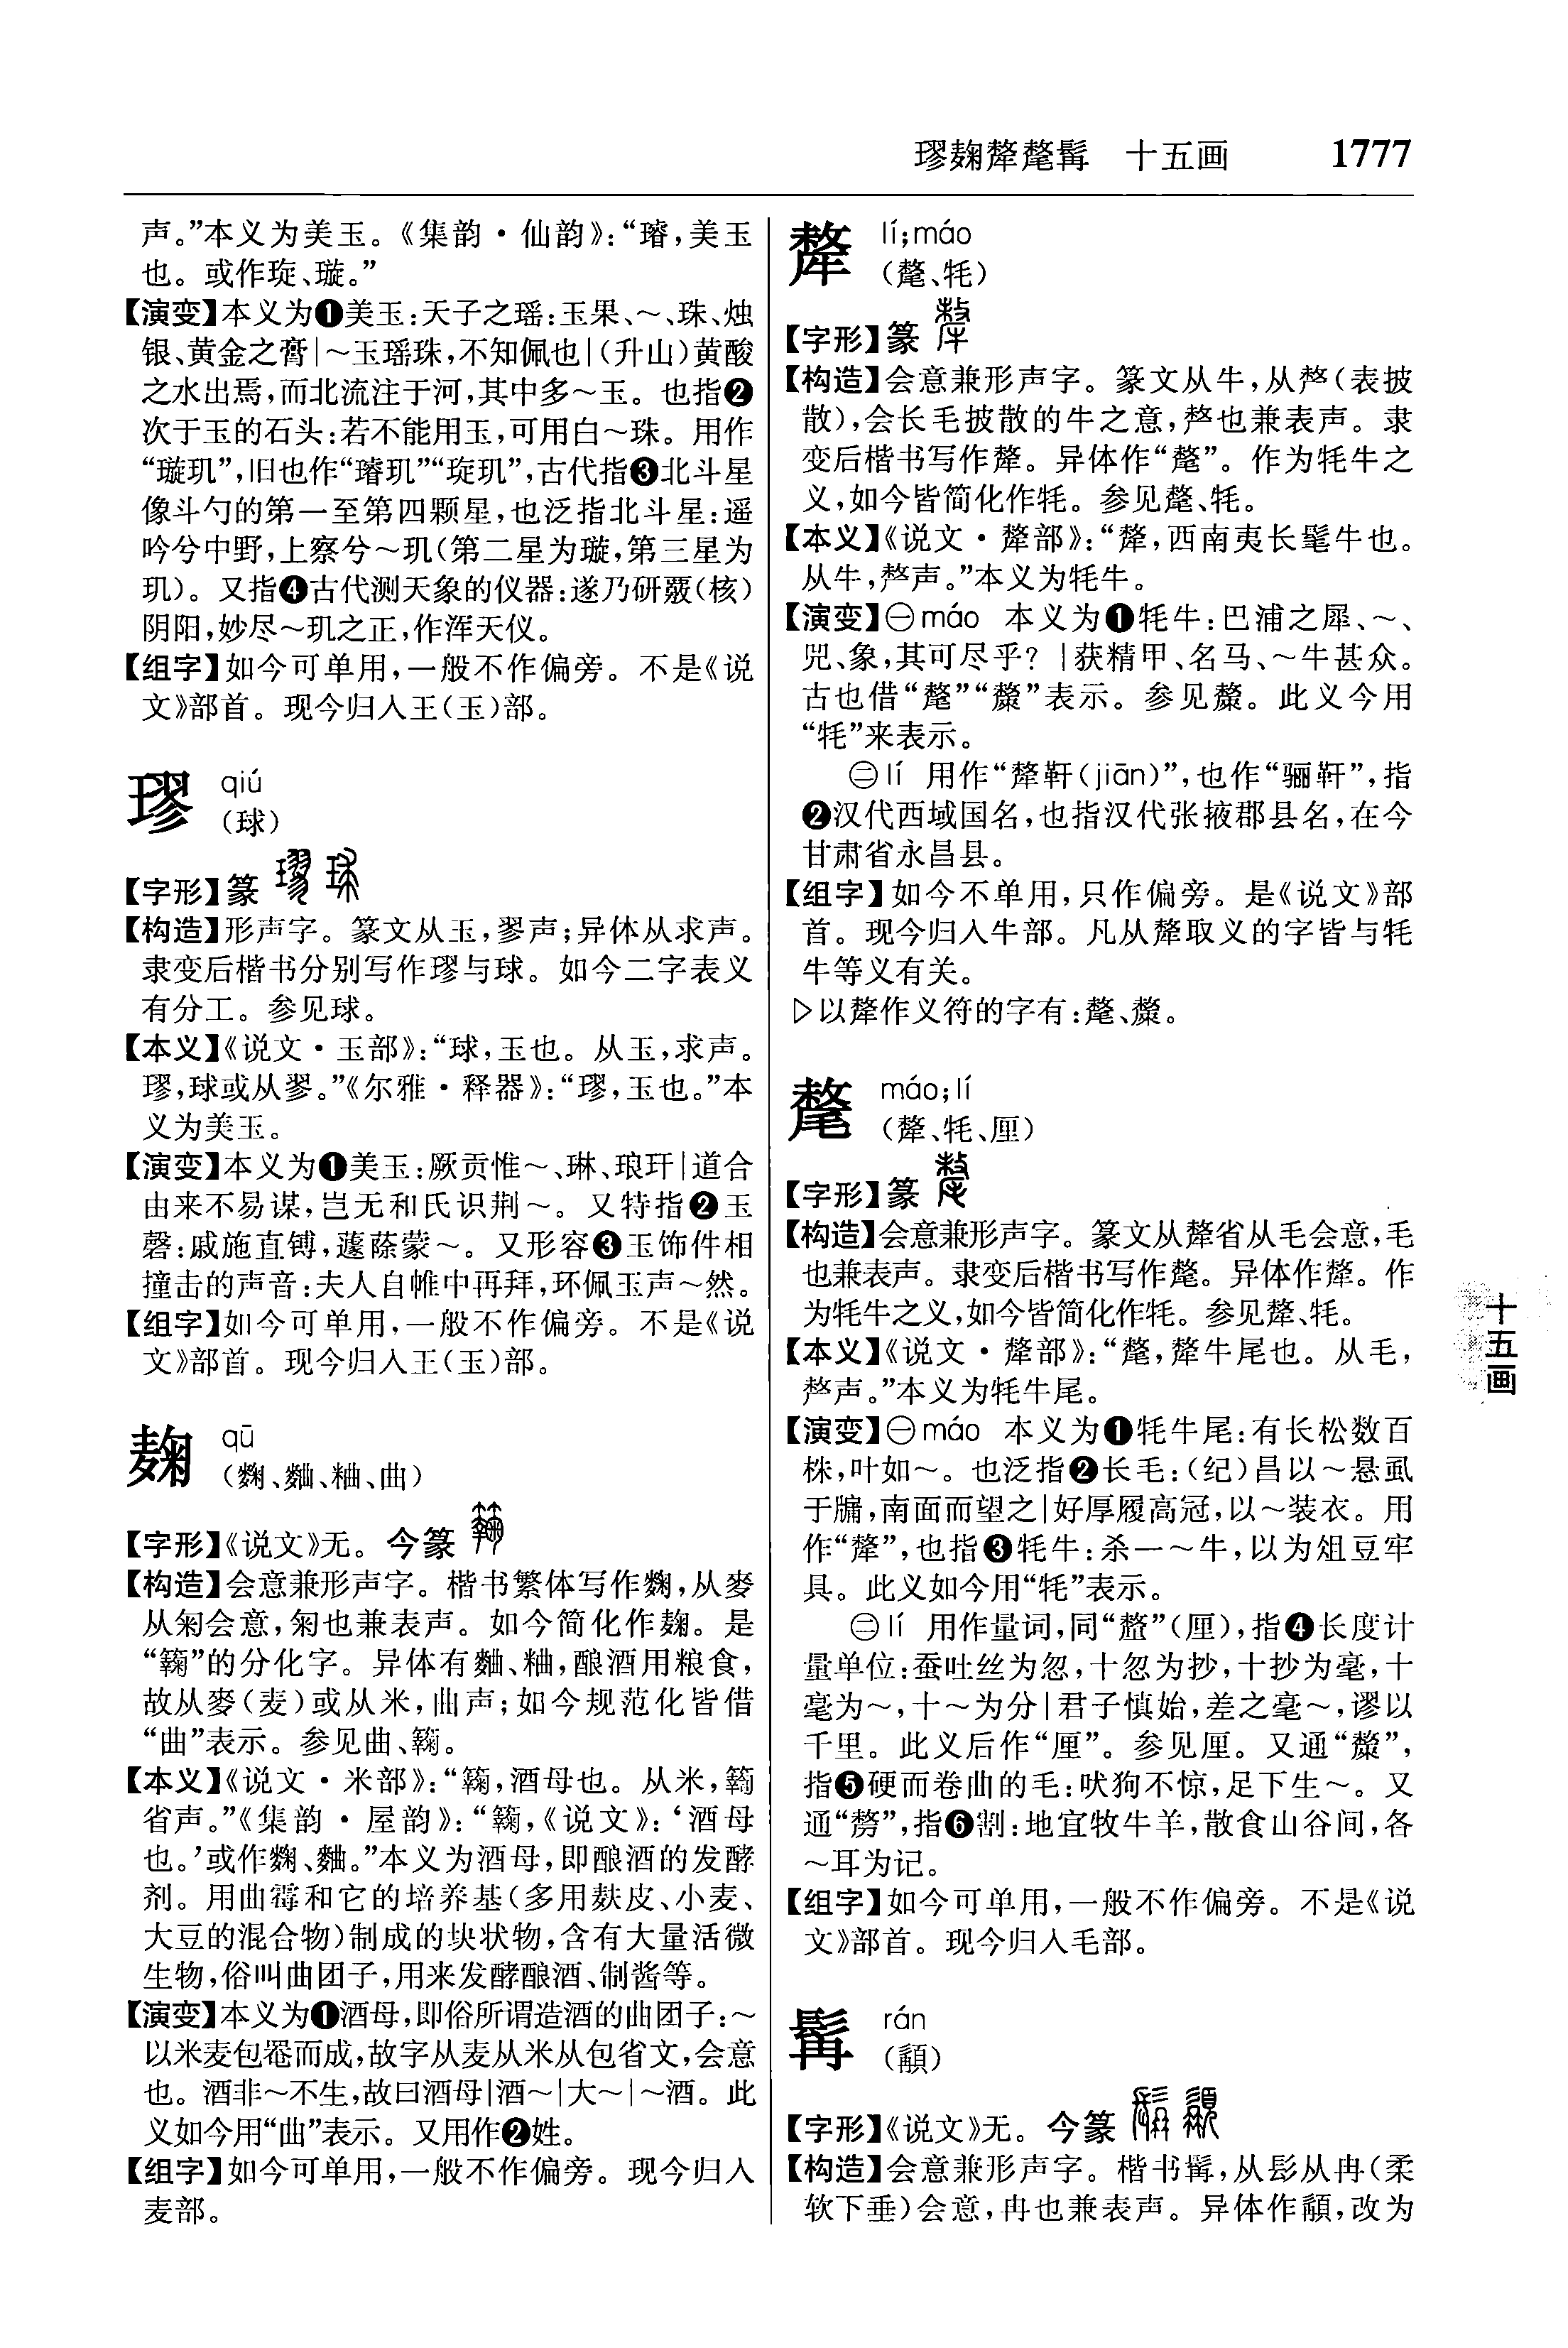 璆麹犛氂髯　十五画　1777
声。”本义为美玉。《集韵·仙韵》：“璿，美玉
也。或作琁、璇。”
【演变】本义为❶美玉：天子之瑶：玉果、～、珠、烛
银、黄金之膏|～玉瑶珠，不知佩也|（升山）黄酸
之水出焉，而北流注于河，其中多～玉。也指❷
次于玉的石头：若不能用玉，可用白～珠。用作
“璇玑”，旧也作“璿玑”“琁玑”，古代指❸北斗星
像斗勺的第一至第四颗星，也泛指北斗星：遥
吟兮中野，上察兮～玑（第二星为璇，第三星为
玑）。又指❹古代测天象的仪器：遂乃研覈（核）
阴阳，妙尽～玑之正，作浑天仪。
【组字】如今可单用，一般不作偏旁。不是《说
文》部首。现今归入王（玉）部。
璆 qiú
（球）
【字形】篆
【构造】形声字。篆文从玉，翏声；异体从求声。
隶变后楷书分别写作璆与球。如今二字表义
有分工。参见球。
【本义】《说文·玉部》：“球，玉也。从玉，求声。
璆，球或从翏。”《尔雅·释器》：“璆，玉也。”本
义为美玉。
【演变】本义为❶美玉：厥贡惟～、琳、琅玕|道合
由来不易谋，岂无和氏识荆～。又特指❷玉
磬：戚施直镈，蘧蒢蒙～。又形容❸玉饰件相
撞击的声音：夫人自帷中再拜，环佩玉声～然。
【组字】如今可单用，一般不作偏旁。不是《说
文》部首。现今归入王（玉）部。
麹 qū
（麴、麯、粬、曲）
【字形】《说文》无。今篆
【构造】会意兼形声字。楷书繁体写作麴，从麥
从匊会意，匊也兼表声。如今简化作麹。是
“鞠”的分化字。异体有麯、粬，酿酒用粮食，
故从麥（麦）或从米，曲声；如今规范化皆借
“曲”表示。参见曲、鞠。
【本义】《说文·米部》：“鞠，酒母也。从米，
省声。”《集韵·屋韵》：“鞠，《说文》：‘酒母
也。’或作麴、麯。”本义为酒母，即酿酒的发酵
剂。用曲霉和它的培养基（多用麸皮、小麦、
大豆的混合物）制成的块状物，含有大量活微
生物，俗叫曲团子，用来发酵酿酒、制酱等。
【演变】本义为❶酒母，即俗所谓造酒的曲团子：～
以米麦包罨而成，故字从麦从米从包省文，会意
也。酒非～不生，故曰酒母|酒～|大～|～酒。此
义如今用“曲”表示。又用作❷姓。
【组字】如今可单用，一般不作偏旁。现今归入
麦部。
犛 lí；máo
（氂、牦）
【字形】篆
【构造】会意兼形声字。篆文从牛，从𠩺（表披
散），会长毛披散的牛之意，𠩺也兼表声。隶
变后楷书写作犛。异体作“氂”。作为牦牛之
义，如今皆简化作牦。参见氂、牦。
【本义】《说文·犛部》：“犛，西南夷长髦牛也。
从牛，𠩺声。”本义为牦牛。
【演变】㊀máo　本义为❶牦牛：巴浦之犀、～、
兕、象，其可尽乎？|获精甲、名马、～牛甚众。
古也借“氂”“斄”表示。参见斄。此义今用
“牦”来表示。
㊁lí　用作“犛靬（jiān）”，也作“骊靬”，指
❷汉代西域国名，也指汉代张掖郡县名，在今
甘肃省永昌县。
【组字】如今不单用，只作偏旁。是《说文》部
首。现今归入牛部。凡从犛取义的字皆与牦
牛等义有关。
▷以犛作义符的字有：氂、斄。
氂 máo；lí
（犛、牦、厘）
【字形】篆
【构造】会意兼形声字。篆文从犛省从毛会意，毛
也兼表声。隶变后楷书写作氂。异体作犛。作
为牦牛之义，如今皆简化作牦。参见犛、牦。
【本义】《说文·犛部》：“氂，犛牛尾也。从毛，
𠩺声。”本义为牦牛尾。
【演变】㊀máo　本义为❶牦牛尾：有长松数百
株，叶如～。也泛指❷长毛：（纪）昌以～悬虱
于牖，南面而望之|好厚履高冠，以～装衣。用
作“犛”，也指❸牦牛：杀一～牛，以为俎豆牢
具。此义如今用“牦”表示。
㊁lí　用作量词，同“釐”（厘），指❹长度计
量单位：蚕吐丝为忽，十忽为抄，十抄为毫，十
毫为～，十～为分|君子慎始，差之毫～，谬以
千里。此义后作“厘”。参见厘。又通“斄”，
指❺硬而卷曲的毛：吠狗不惊，足下生～。又
通“剺”，指❻割：地宜牧牛羊，散食山谷间，各
～耳为记。
【组字】如今可单用，一般不作偏旁。不是《说
文》部首。现今归入毛部。
髯 rán
（䫇）
【字形】《说文》无。今篆
【构造】会意兼形声字。楷书髯，从髟从冉（柔
软下垂）会意，冉也兼表声。异体作䫇，改为
十五画